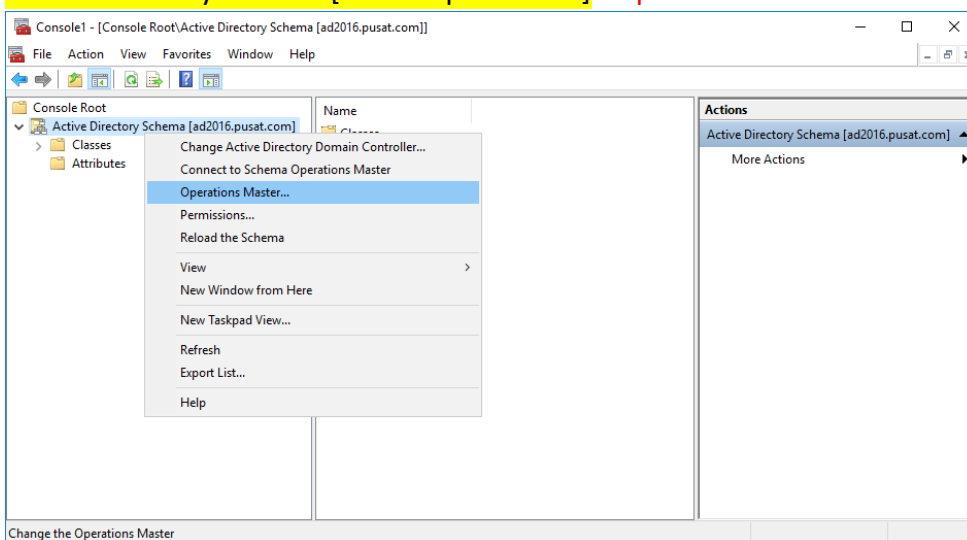 Console1 - [Console Root\Active Directory Schema [ad2016.pusat.com]]
File Action View Favorites Window Help
Console Root
Active Directory Schema [ad2016.pusat.com]
Classes
Attributes
Name
Classes
Change Active Directory Domain Controller...
Connect to Schema Operations Master
Operations Master...
Permissions...
Reload the Schema
View
New Window from Here
New Taskpad View...
Refresh
Export List...
Help
Actions
Active Directory Schema [ad2016.pusat.com]
More Actions
Change the Operations Master